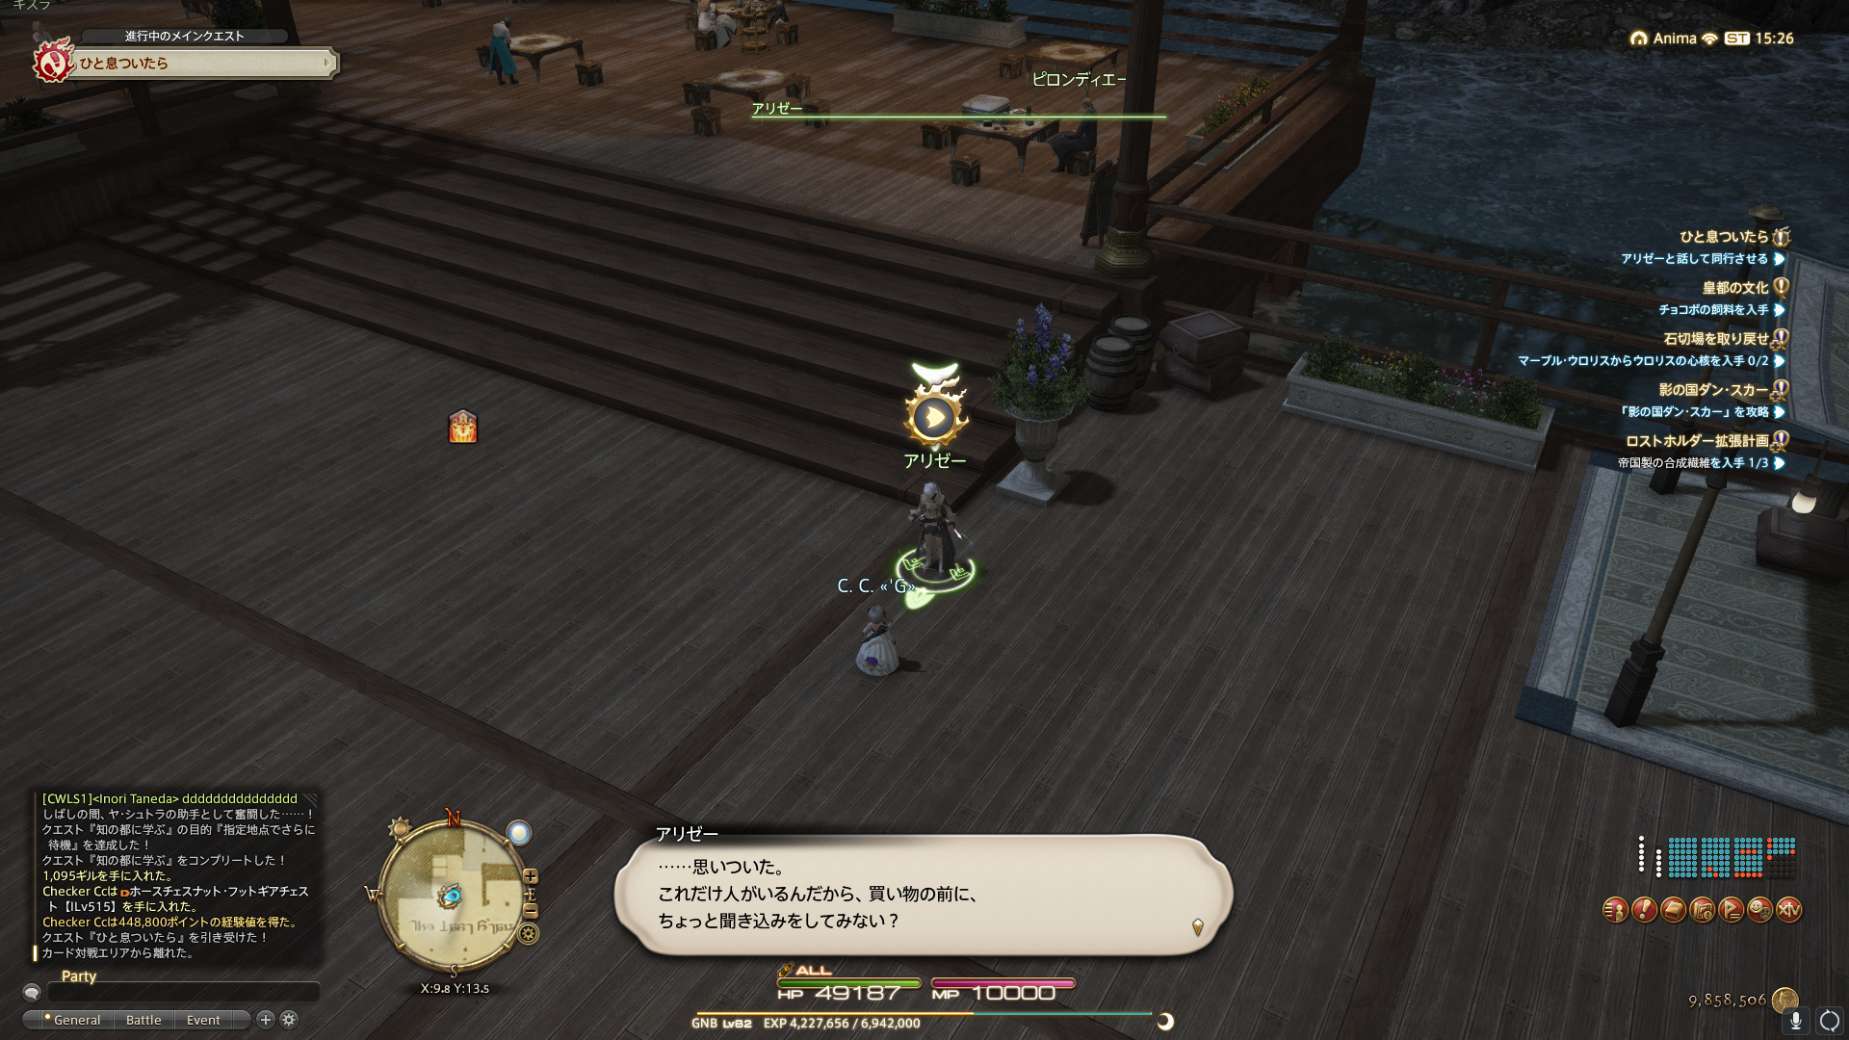 キスラ
進行中のメインクエスト
ひと息ついたら
Anima ST 15:26
ピロンディエー
アリゼー
ひと息ついたら
アリゼーと話して同行させる
皇都の文化
チョコボの飼料を入手
石切場を取り戻せ
マーブル・ウロリスからウロリスの心核を入手 0/2
影の国ダン・スカー
「影の国ダン・スカー」を攻略
ロストホルダー拡張計画
帝国製の合成繊維を入手 1/3
アリゼー
C. C. «'G»
[CWLS1]<Inori Taneda> ddddddddddddddd
しばしの間、ヤ・シュトラの助手として奮闘した……！
クエスト『知の都に学ぶ』の目的『指定地点でさらに
待機』を達成した！
クエスト『知の都に学ぶ』をコンプリートした！
1,095ギルを手に入れた。
Checker Ccは ホースチェスナット・フットギアチェス
ト【ILv515】を手に入れた。
Checker Ccは448,800ポイントの経験値を得た。
クエスト『ひと息ついたら』を引き受けた！
カード対戦エリアから離れた。
Party
General Battle Event
N
W
E
S
X:9.8 Y:13.5
アリゼー
……思いついた。
これだけ人がいるんだから、買い物の前に、
ちょっと聞き込みをしてみない？
ALL
HP 49187 MP 10000
GNB Lv82 EXP 4,227,656 / 6,942,000
XIV
9,858,506